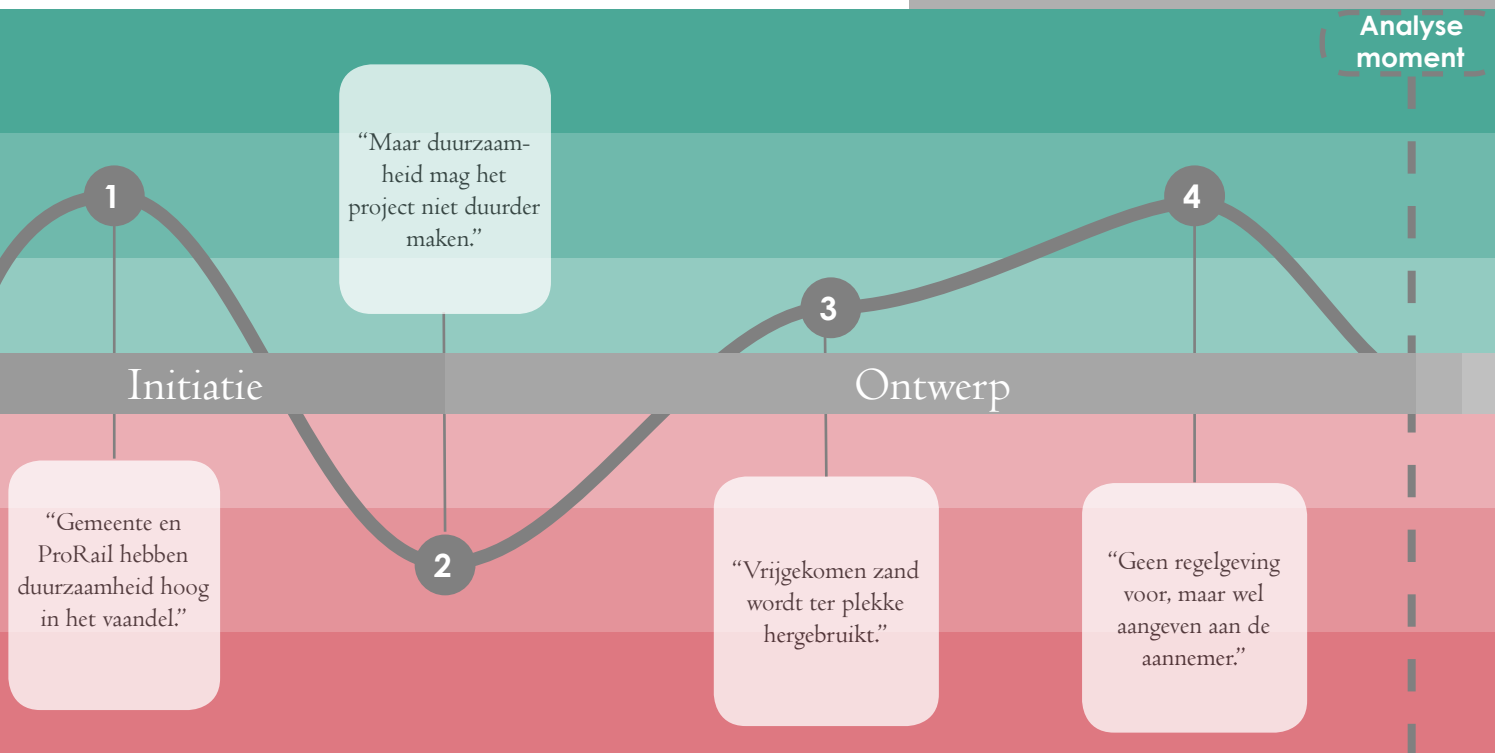 Analyse
moment
“Maar duurzaam-
heid mag het
project niet duurder
maken.”
1
4
3
Initiatie
Ontwerp
2
“Gemeente en
ProRail hebben
duurzaamheid hoog
in het vaandel.”
“Vrijgekomen zand
wordt ter plekke
hergebruikt.”
“Geen regelgeving
voor, maar wel
aangeven aan de
aannemer.”